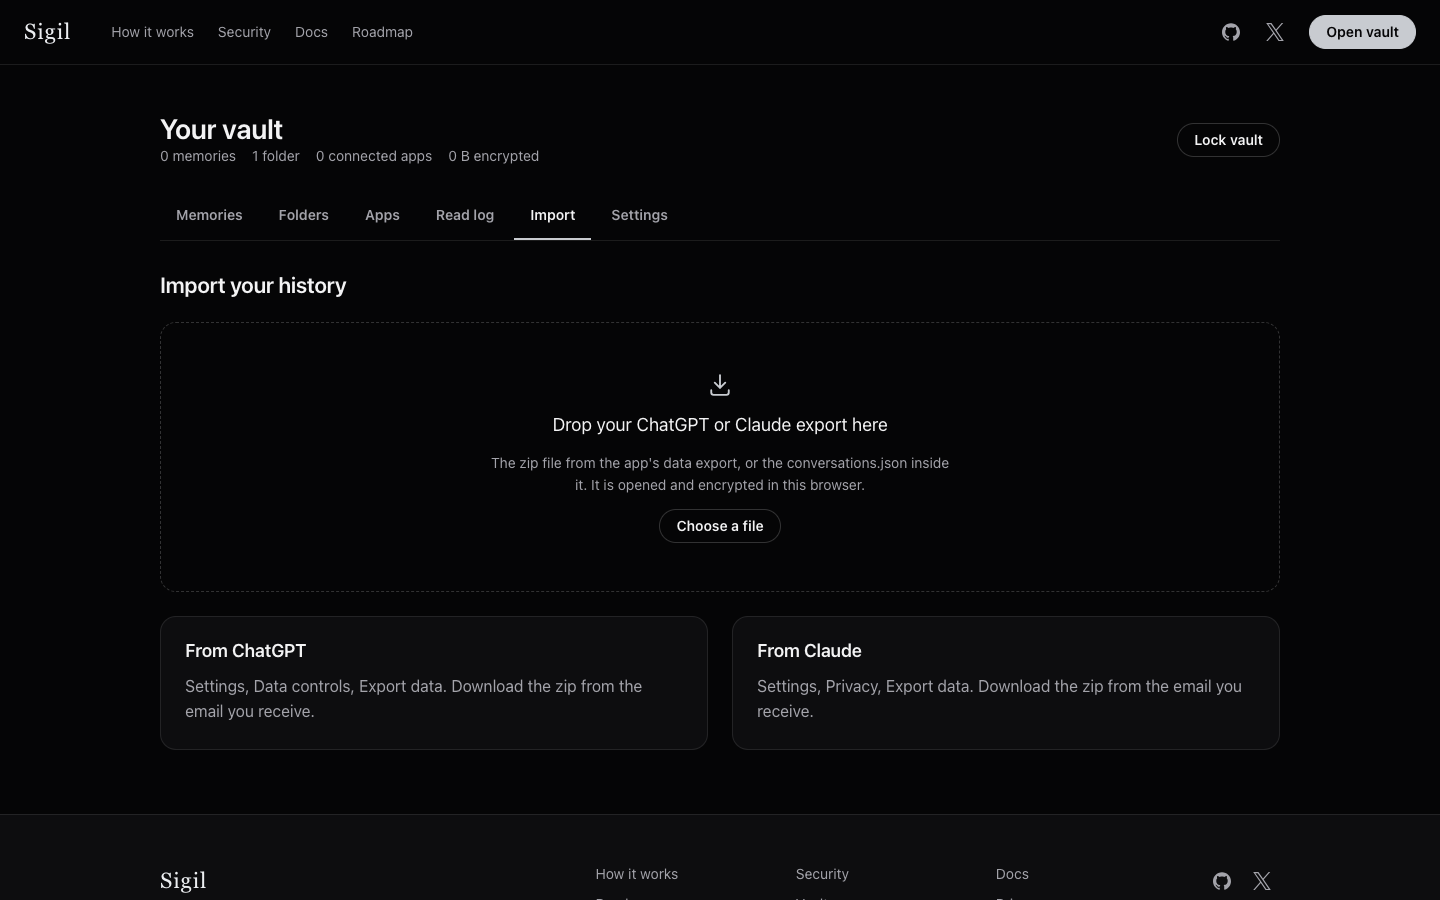 Sigil How it works Security Docs Roadmap Open vault
Your vault
0 memories 1 folder 0 connected apps 0 B encrypted
Lock vault
Memories Folders Apps Read log Import Settings
Import your history
Drop your ChatGPT or Claude export here
The zip file from the app's data export, or the conversations.json inside
it. It is opened and encrypted in this browser.
Choose a file
From ChatGPT
Settings, Data controls, Export data. Download the zip from the
email you receive.
From Claude
Settings, Privacy, Export data. Download the zip from the email you
receive.
Sigil How it works Security Docs